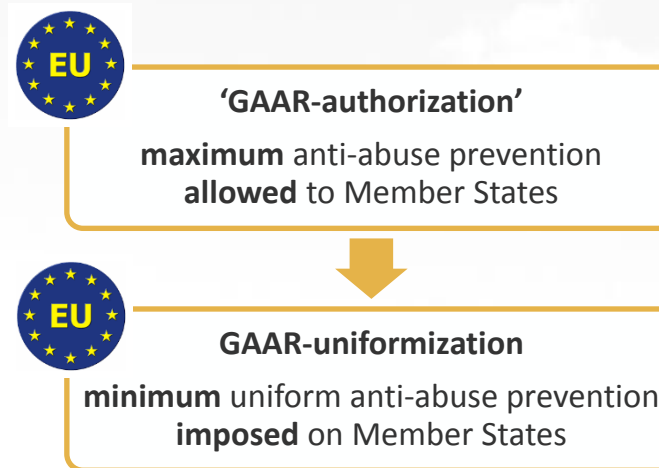 EU
‘GAAR-authorization’
maximum anti-abuse prevention
allowed to Member States
EU
GAAR-uniformization
minimum uniform anti-abuse prevention
imposed on Member States